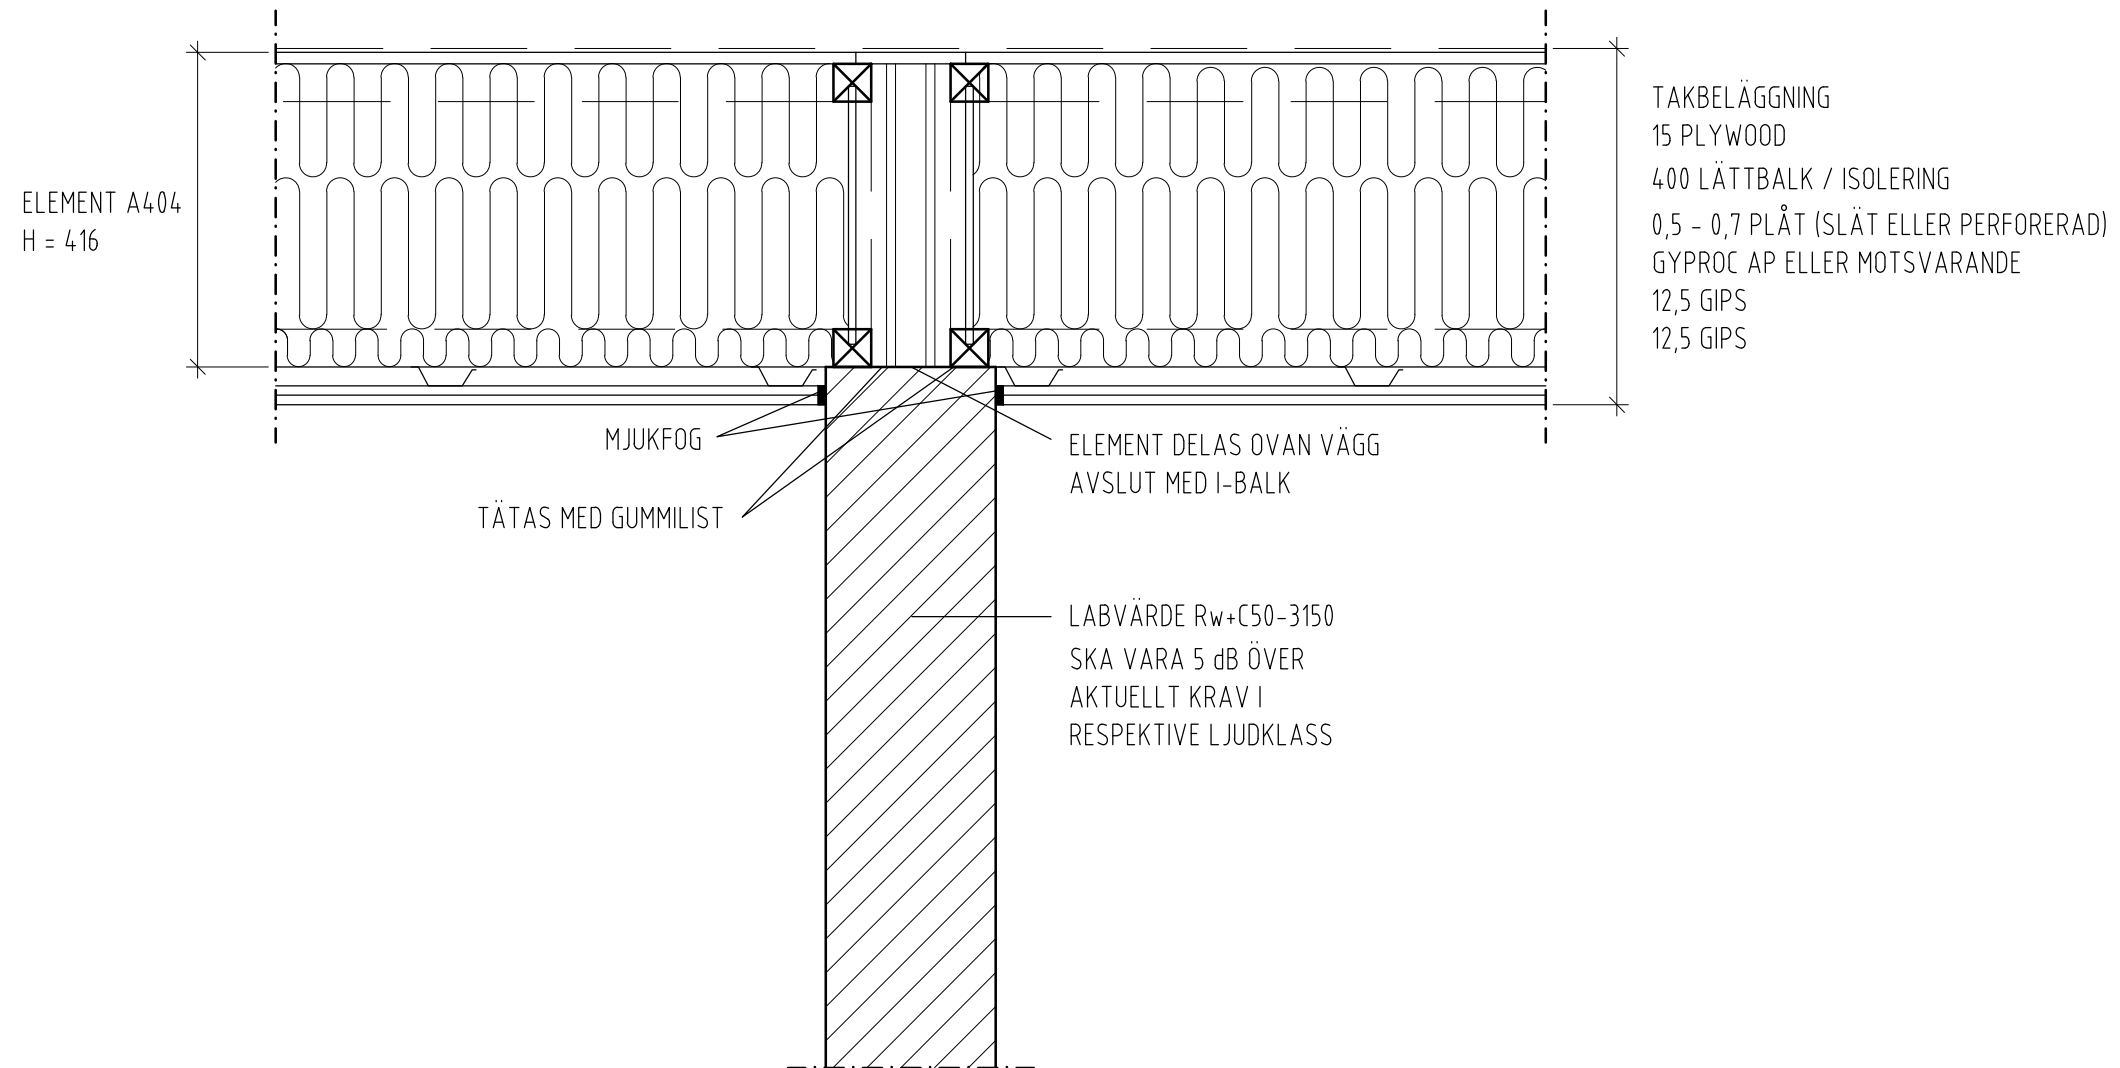 ELEMENT A404
H = 416
TAKBELÄGGNING
15 PLYWOOD
400 LÄTTBALK / ISOLERING
0,5 - 0,7 PLÅT (SLÄT ELLER PERFORERAD)
GYPROC AP ELLER MOTSVARANDE
12,5 GIPS
12,5 GIPS
MJUKFOG
TÄTAS MED GUMMILIST
ELEMENT DELAS OVAN VÄGG
AVSLUT MED I-BALK
LABVÄRDE Rw+C50-3150
SKA VARA 5 dB ÖVER
AKTUELLT KRAV I
RESPEKTIVE LJUDKLASS